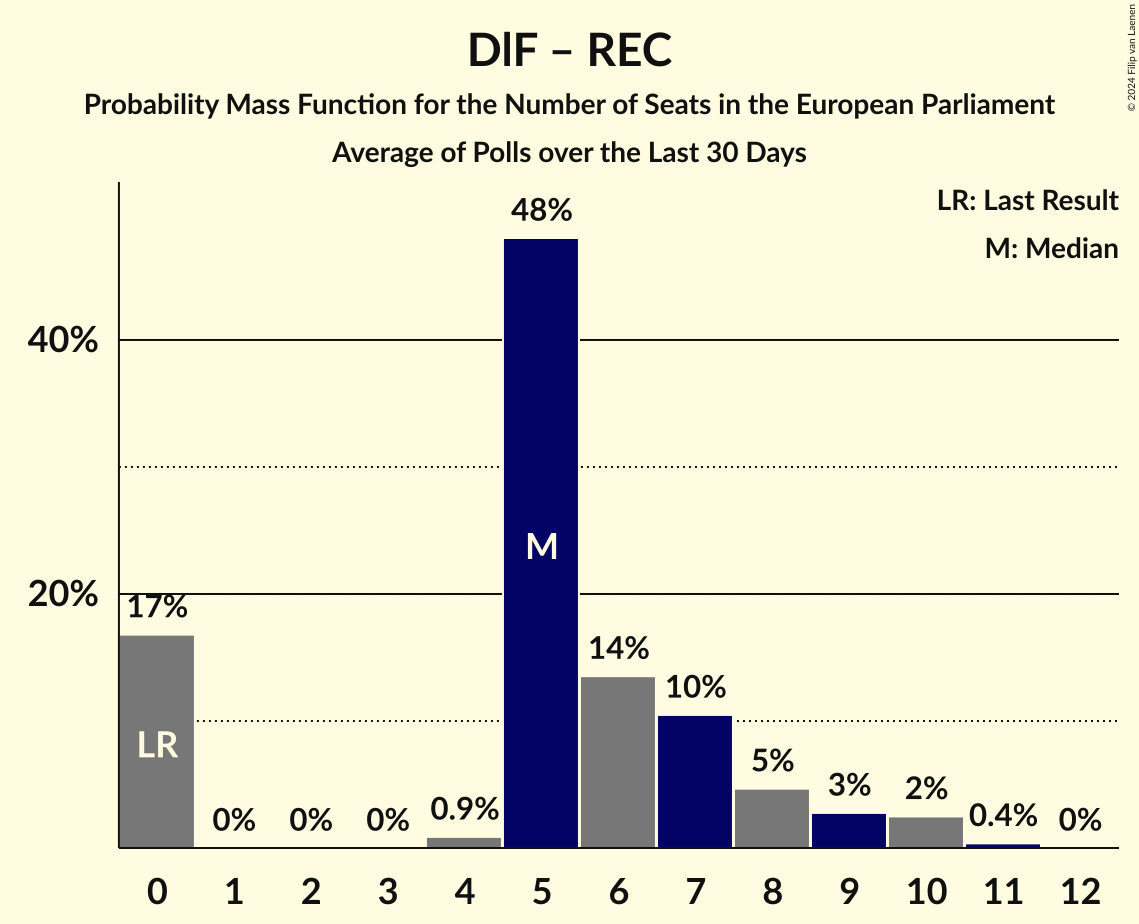 DIF – REC
Probability Mass Function for the Number of Seats in the European Parliament
Average of Polls over the Last 30 Days
© 2024 Filip van Laenen
LR: Last Result
M: Median
40%
20%
17%
0%
0%
0%
0.9%
48%
14%
10%
5%
3%
2%
0.4%
0%
LR
M
0 1 2 3 4 5 6 7 8 9 10 11 12